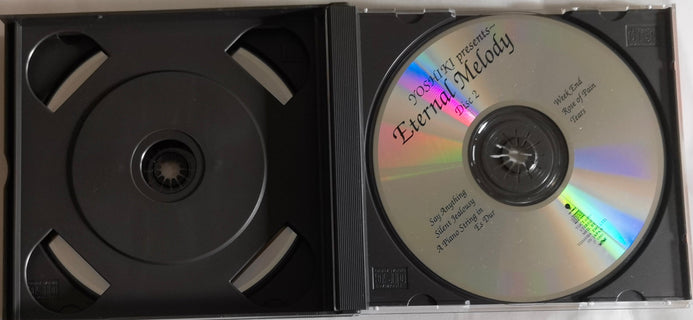 YOSHIKI presents~
Eternal Melody
Disc 2
Week End
Rose of Pain
Tears
Say Anything
Silent Jealousy
A Piano String in
Es Dur